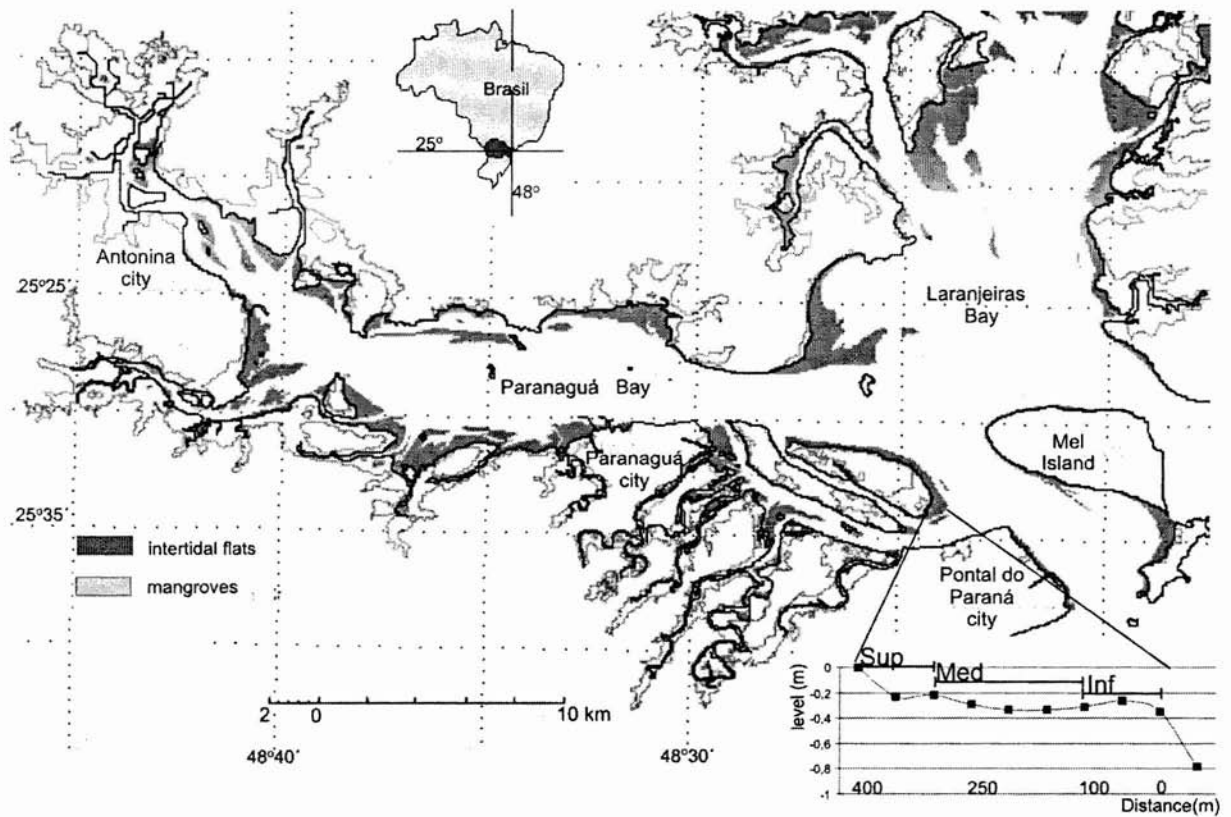 Brasil
25°
48°
Antonina
city
25°25
Laranjeiras
Bay
Paranaguá Bay
Mel
Island
Paranaguá
city
25°35
intertidal flats
mangroves
Pontal do
Paraná
city
2 0 10 km
48°40´
48°30´
Sup
Med
Inf
level (m)
0
-0,2
-0,4
-0,6
-0,8
-1
400 250 100 0
Distance(m)